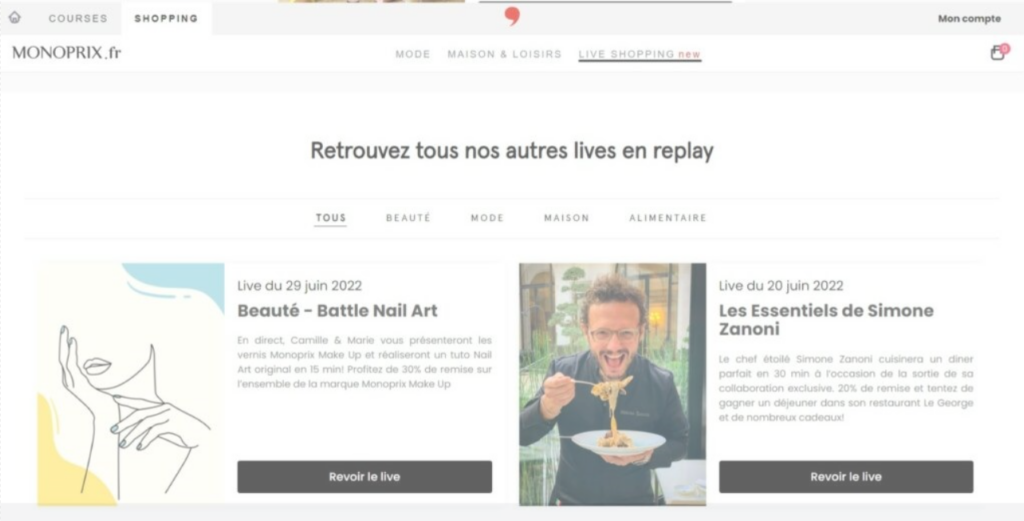 COURSES
SHOPPING
Mon compte
MONOPRIX.fr
MODE
MAISON & LOISIRS
LIVE SHOPPING new
Retrouvez tous nos autres lives en replay
TOUS
BEAUTÉ
MODE
MAISON
ALIMENTAIRE
Live du 29 juin 2022
Beauté - Battle Nail Art
En direct, Camille & Marie vous présenteront les
vernis Monoprix Make Up et réaliseront un tuto Nail
Art original en 15 min! Profitez de 30% de remise sur
l'ensemble de la marque Monoprix Make Up
Revoir le live
Live du 20 juin 2022
Les Essentiels de Simone
Zanoni
Le chef étoilé Simone Zanoni cuisinera un diner
parfait en 30 min à l'occasion de la sortie de sa
collaboration exclusive. 20% de remise et tentez de
gagner un déjeuner dans son restaurant Le George
et de nombreux cadeaux!
Revoir le live